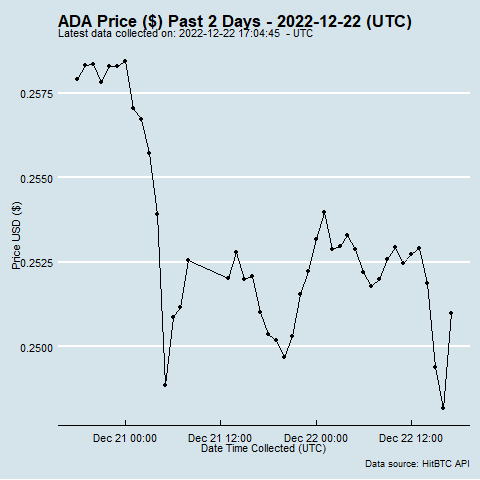 ADA Price ($) Past 2 Days - 2022-12-22 (UTC)
Latest data collected on: 2022-12-22 17:04:45 - UTC
0.2575
0.2550
0.2525
0.2500
Price USD ($)
Dec 21 00:00 Dec 21 12:00 Dec 22 00:00 Dec 22 12:00
Date Time Collected (UTC)
Data source: HitBTC API